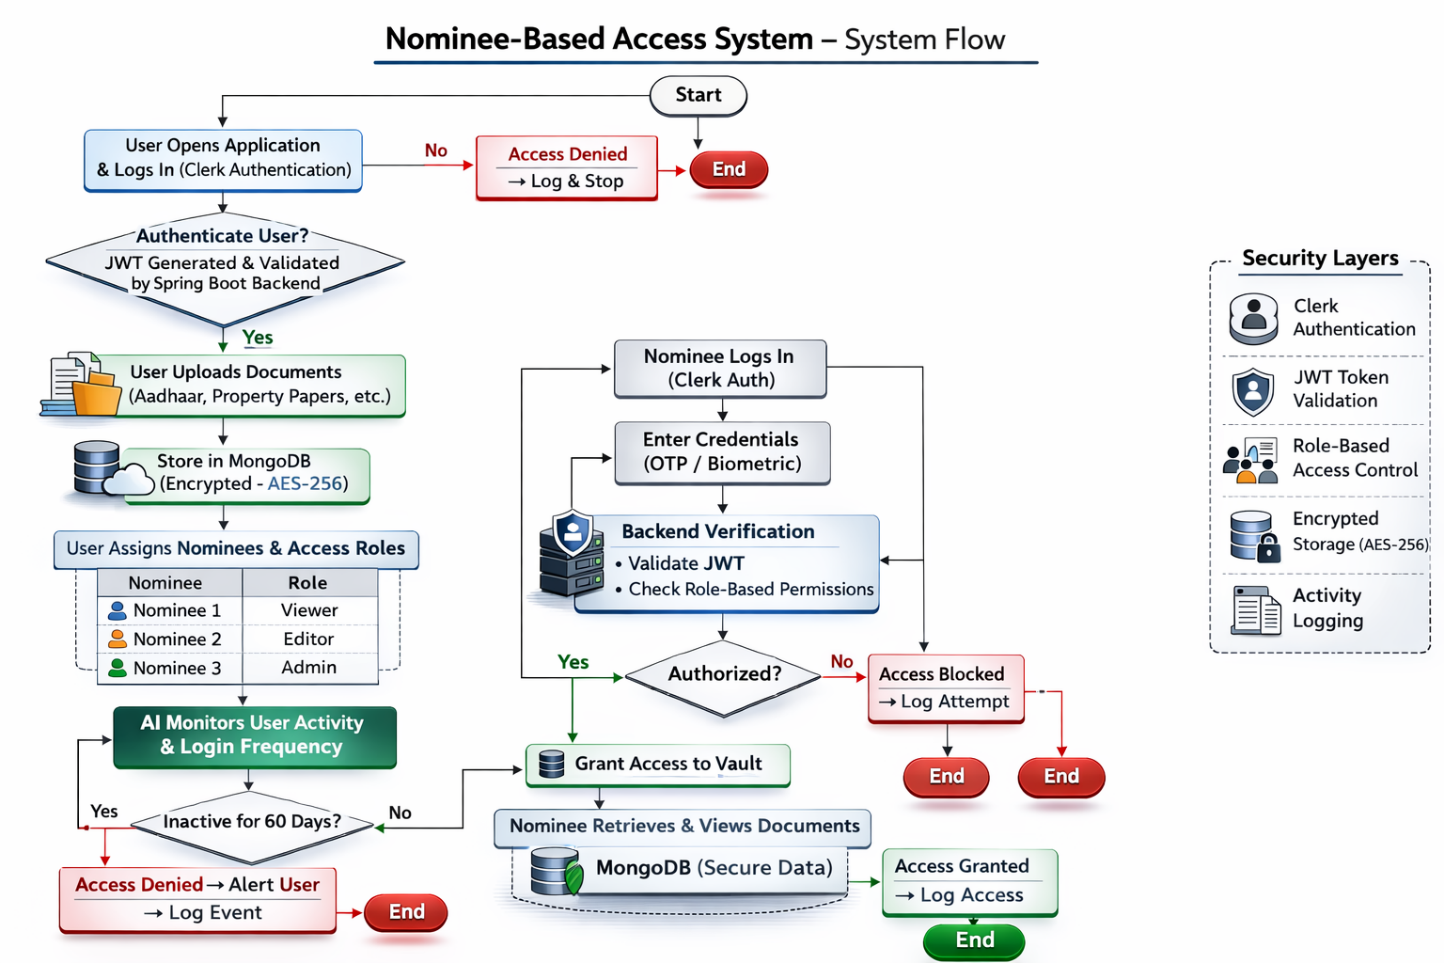 Nominee-Based Access System – System Flow
Start
User Opens Application
& Logs In (Clerk Authentication)
No
Access Denied
→ Log & Stop
End
Authenticate User?
JWT Generated & Validated
by Spring Boot Backend
Yes
User Uploads Documents
(Aadhaar, Property Papers, etc.)
Store in MongoDB
(Encrypted - AES-256)
User Assigns Nominees & Access Roles
Nominee Role
Nominee 1 Viewer
Nominee 2 Editor
Nominee 3 Admin
AI Monitors User Activity
& Login Frequency
Yes
Inactive for 60 Days?
No
Access Denied → Alert User
→ Log Event
End
Nominee Logs In
(Clerk Auth)
Enter Credentials
(OTP / Biometric)
Backend Verification
• Validate JWT
• Check Role-Based Permissions
Yes
Authorized?
No
Access Blocked
→ Log Attempt
End
End
Grant Access to Vault
Nominee Retrieves & Views Documents
MongoDB (Secure Data)
Access Granted
→ Log Access
End
Security Layers
Clerk
Authentication
JWT Token
Validation
Role-Based
Access Control
Encrypted
Storage (AES-256)
Activity
Logging